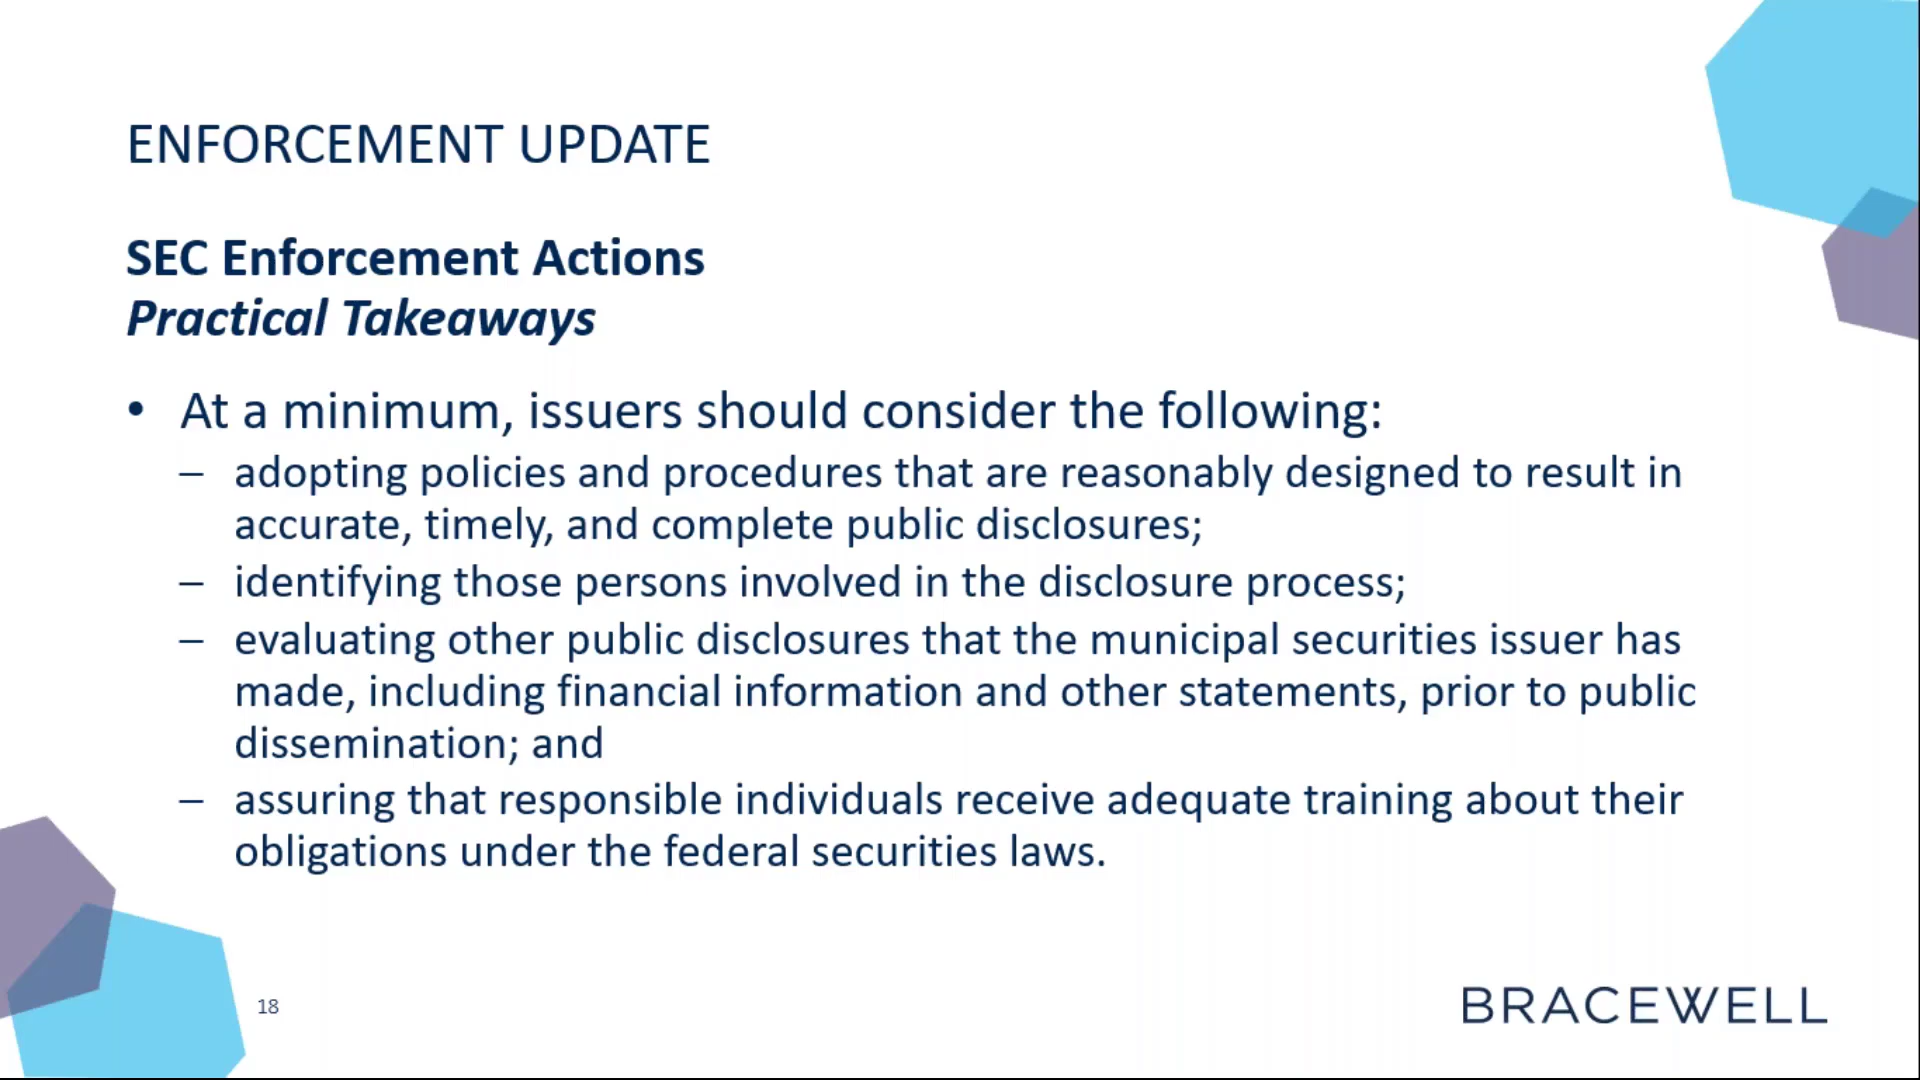 ENFORCEMENT UPDATE
SEC Enforcement Actions
Practical Takeaways
• At a minimum, issuers should consider the following:
– adopting policies and procedures that are reasonably designed to result in
accurate, timely, and complete public disclosures;
– identifying those persons involved in the disclosure process;
– evaluating other public disclosures that the municipal securities issuer has
made, including financial information and other statements, prior to public
dissemination; and
– assuring that responsible individuals receive adequate training about their
obligations under the federal securities laws.
18
BRACEWELL